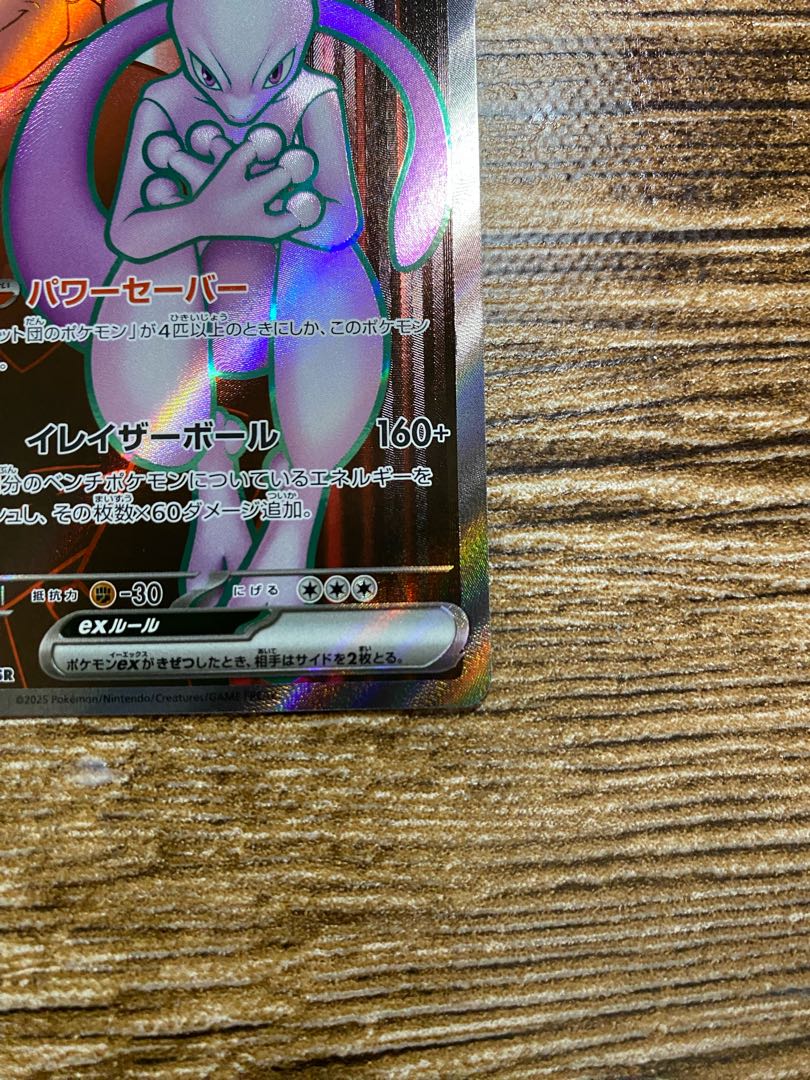 パワーセーバー
ット団のポケモン」が4匹以上のときにしか、このポケモン
。
イレイザーボール 160+
分のベンチポケモンについているエネルギーを
ュし、その枚数×60ダメージ追加。
抵抗力 -30 にげる
exルール
ポケモンexがきぜつしたとき、相手はサイドを2枚とる。
SR
©2025 Pokémon/Nintendo/Creatures/GAME